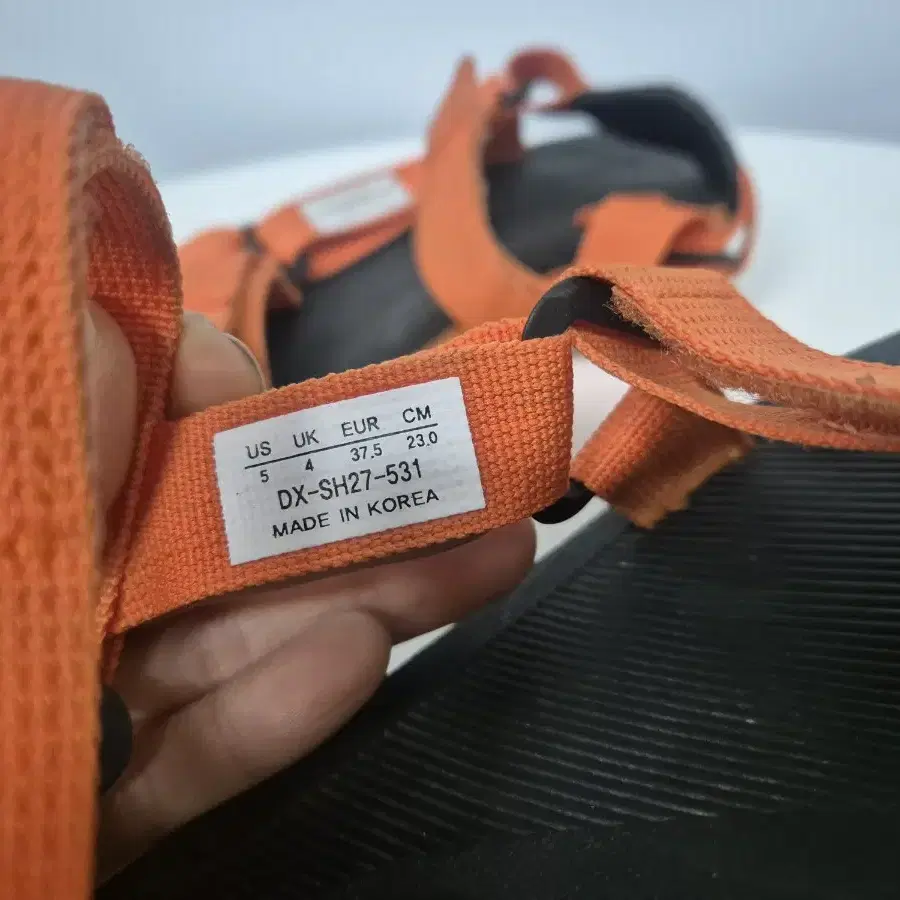 US UK EUR CM
5 4 37.5 23.0
DX-SH27-531
MADE IN KOREA